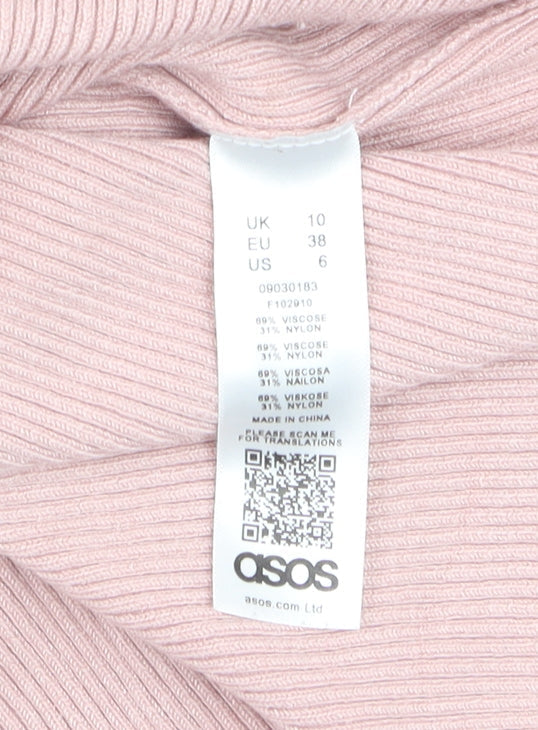 UK 10
EU 38
US 6
09030183
F102910
69% VISCOSE
31% NYLON
69% VISCOSE
31% NYLON
69% VISCOSA
31% NAILON
69% VISKOSE
31% NYLON
MADE IN CHINA
PLEASE SCAN ME
FOR TRANSLATIONS
asos
asos.com Ltd